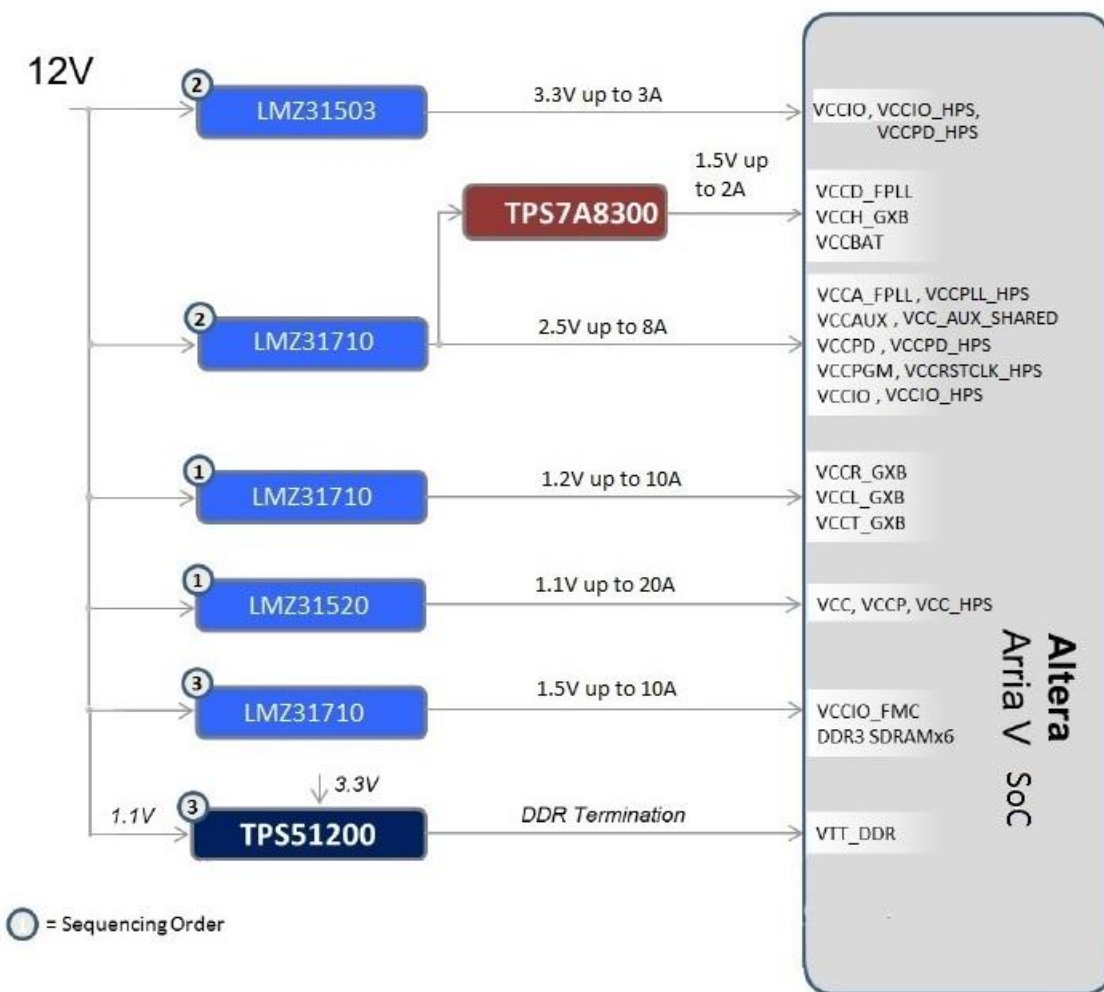 12V
2
LMZ31503
3.3V up to 3A
VCCIO, VCCIO_HPS,
VCCPD_HPS
TPS7A8300
1.5V up
to 2A
VCCD_FPLL
VCCH_GXB
VCCBAT
2
LMZ31710
2.5V up to 8A
VCCA_FPLL, VCCPLL_HPS
VCCAUX , VCC_AUX_SHARED
VCCPD , VCCPD_HPS
VCCPGM, VCCRSTCLK_HPS
VCCIO , VCCIO_HPS
1
LMZ31710
1.2V up to 10A
VCCR_GXB
VCCL_GXB
VCCT_GXB
1
LMZ31520
1.1V up to 20A
VCC, VCCP, VCC_HPS
3
LMZ31710
1.5V up to 10A
VCCIO_FMC
DDR3 SDRAMx6
1.1V
3
3.3V
TPS51200
DDR Termination
VTT_DDR
Altera
Arria V SoC
1 = Sequencing Order